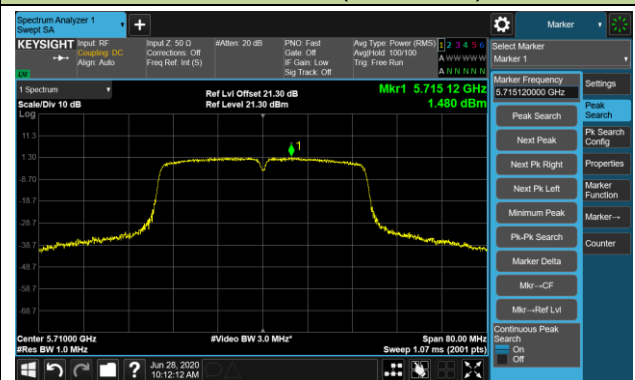 Spectrum Analyzer 1
Swept SA
Marker
KEYSIGHT
Input: RF
Coupling: DC
Align: Auto
Input Z: 50 Ω
Corrections: Off
Freq Ref: Int (S)
#Atten: 20 dB
PNO: Fast
Gate: Off
IF Gain: Low
Sig Track: Off
Avg Type: Power (RMS)
Avg|Hold: 100/100
Trig: Free Run
1 2 3 4 5 6
A W W W W W
A N N N N N
Select Marker
Marker 1
1 Spectrum
Scale/Div 10 dB
Log
Ref Lvl Offset 21.30 dB
Ref Level 21.30 dBm
Mkr1 5.715 12 GHz
1.480 dBm
1
11.3
1.30
-8.70
-18.7
-28.7
-38.7
-48.7
-58.7
-68.7
Center 5.71000 GHz
#Res BW 1.0 MHz
#Video BW 3.0 MHz*
Span 80.00 MHz
Sweep 1.07 ms (2001 pts)
Marker Frequency
5.715120000 GHz
Peak Search
Next Peak
Next Pk Right
Next Pk Left
Minimum Peak
Pk-Pk Search
Marker Delta
Mkr→CF
Mkr→Ref Lvl
Continuous Peak
Search
On
Off
Settings
Peak
Search
Pk Search
Config
Properties
Marker
Function
Marker→
Counter
?
Jun 28, 2020
10:12:12 AM